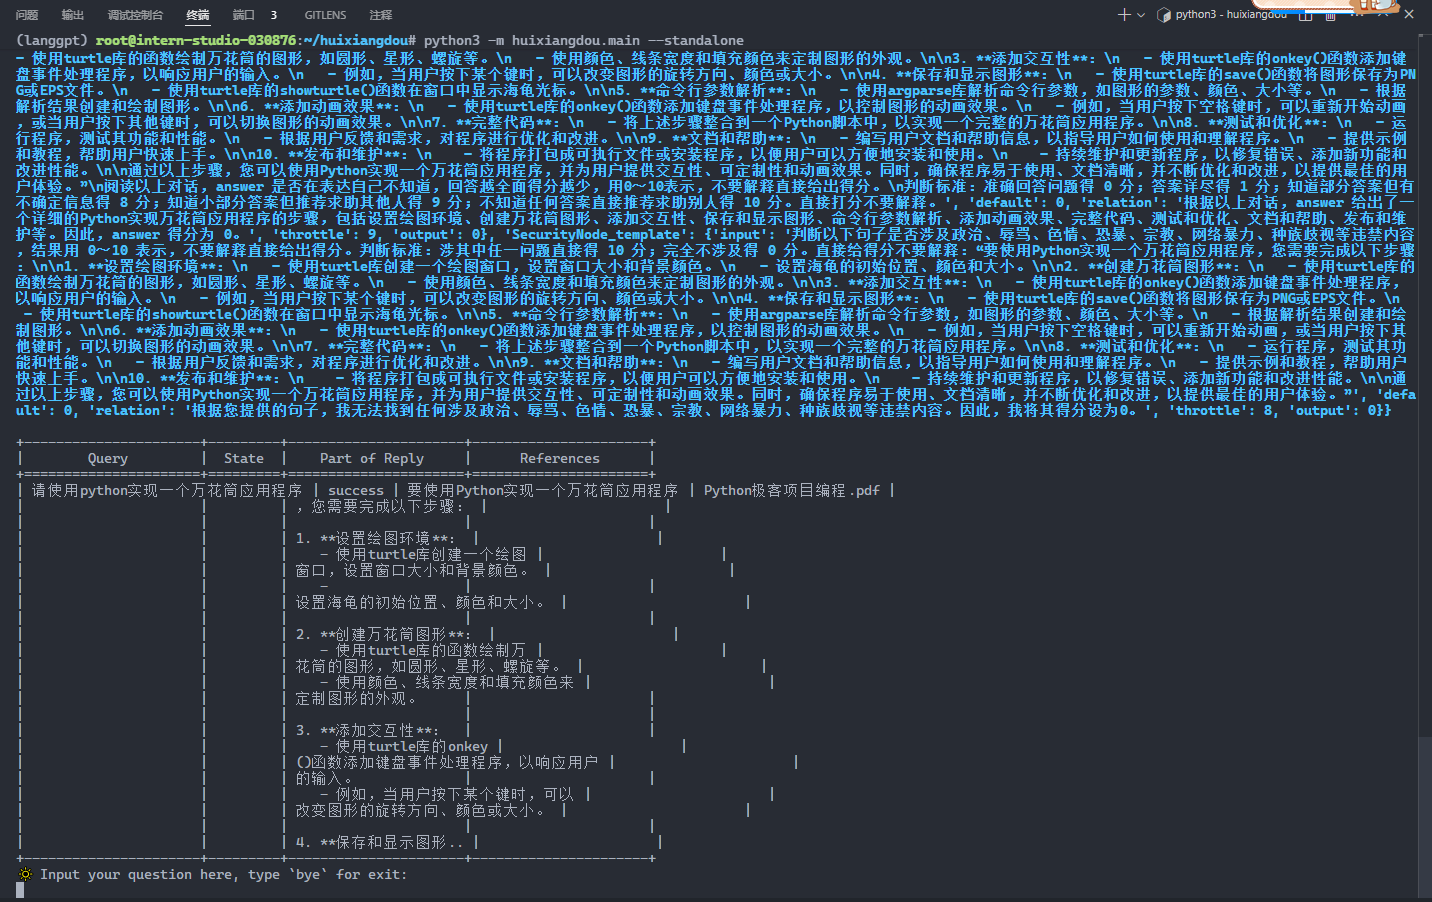 问题 输出 调试控制台 终端 端口 3 GITLENS 注释 python3 - huixiangdou
(langgpt) root@intern-studio-030876:~/huixiangdou# python3 -m huixiangdou.main --standalone
- 使用turtle库的函数绘制万花筒的图形，如圆形、星形、螺旋等。\n   - 使用颜色、线条宽度和填充颜色来定制图形的外观。\n\n3. **添加交互性**：\n   - 使用turtle库的onkey()函数添加键
盘事件处理程序，以响应用户的输入。\n   - 例如，当用户按下某个键时，可以改变图形的旋转方向、颜色或大小。\n\n4. **保存和显示图形**：\n   - 使用turtle库的save()函数将图形保存为PN
G或EPS文件。\n   - 使用turtle库的showturtle()函数在窗口中显示海龟光标。\n\n5. **命令行参数解析**：\n   - 使用argparse库解析命令行参数，如图形的参数、颜色、大小等。\n   - 根据
解析结果创建和绘制图形。\n\n6. **添加动画效果**：\n   - 使用turtle库的onkey()函数添加键盘事件处理程序，以控制图形的动画效果。\n   - 例如，当用户按下空格键时，可以重新开始动画
，或当用户按下其他键时，可以切换图形的动画效果。\n\n7. **完整代码**：\n   - 将上述步骤整合到一个Python脚本中，以实现一个完整的万花筒应用程序。\n\n8. **测试和优化**：\n   - 运
行程序，测试其功能和性能。\n   - 根据用户反馈和需求，对程序进行优化和改进。\n\n9. **文档和帮助**：\n   - 编写用户文档和帮助信息，以指导用户如何使用和理解程序。\n   - 提供示例
和教程，帮助用户快速上手。\n\n10. **发布和维护**：\n   - 将程序打包成可执行文件或安装程序，以便用户可以方便地安装和使用。\n   - 持续维护和更新程序，以修复错误、添加新功能和
改进性能。\n\n通过以上步骤，您可以使用Python实现一个万花筒应用程序，并为用户提供交互性、可定制性和动画效果。同时，确保程序易于使用、文档清晰，并不断优化和改进，以提供最佳的用
户体验。”\n阅读以上对话，answer 是否在表达自己不知道，回答越全面得分越少，用0～10表示，不要解释直接给出得分。\n判断标准：准确回答问题得 0 分；答案详尽得 1 分；知道部分答案但有
不确定信息得 8 分；知道小部分答案但推荐求助其他人得 9 分；不知道任何答案直接推荐求助别人得 10 分。直接打分不要解释。', 'default': 0, 'relation': '根据以上对话，answer 给出了一
个详细的Python实现万花筒应用程序的步骤，包括设置绘图环境、创建万花筒图形、添加交互性、保存和显示图形、命令行参数解析、添加动画效果、完整代码、测试和优化、文档和帮助、发布和维
护等。因此，answer 得分为 0。', 'throttle': 9, 'output': 0}, 'SecurityNode_template': {'input': '判断以下句子是否涉及政治、辱骂、色情、恐暴、宗教、网络暴力、种族歧视等违禁内容
，结果用 0～10 表示，不要解释直接给出得分。判断标准：涉其中任一问题直接得 10 分；完全不涉及得 0 分。直接给得分不要解释：“要使用Python实现一个万花筒应用程序，您需要完成以下步骤
：\n\n1. **设置绘图环境**：\n   - 使用turtle库创建一个绘图窗口，设置窗口大小和背景颜色。\n   - 设置海龟的初始位置、颜色和大小。\n\n2. **创建万花筒图形**：\n   - 使用turtle库的
函数绘制万花筒的图形，如圆形、星形、螺旋等。\n   - 使用颜色、线条宽度和填充颜色来定制图形的外观。\n\n3. **添加交互性**：\n   - 使用turtle库的onkey()函数添加键盘事件处理程序，
以响应用户的输入。\n   - 例如，当用户按下某个键时，可以改变图形的旋转方向、颜色或大小。\n\n4. **保存和显示图形**：\n   - 使用turtle库的save()函数将图形保存为PNG或EPS文件。\n
 - 使用turtle库的showturtle()函数在窗口中显示海龟光标。\n\n5. **命令行参数解析**：\n   - 使用argparse库解析命令行参数，如图形的参数、颜色、大小等。\n   - 根据解析结果创建和绘
制图形。\n\n6. **添加动画效果**：\n   - 使用turtle库的onkey()函数添加键盘事件处理程序，以控制图形的动画效果。\n   - 例如，当用户按下空格键时，可以重新开始动画，或当用户按下其
他键时，可以切换图形的动画效果。\n\n7. **完整代码**：\n   - 将上述步骤整合到一个Python脚本中，以实现一个完整的万花筒应用程序。\n\n8. **测试和优化**：\n   - 运行程序，测试其功
能和性能。\n   - 根据用户反馈和需求，对程序进行优化和改进。\n\n9. **文档和帮助**：\n   - 编写用户文档和帮助信息，以指导用户如何使用和理解程序。\n   - 提供示例和教程，帮助用户
快速上手。\n\n10. **发布和维护**：\n   - 将程序打包成可执行文件或安装程序，以便用户可以方便地安装和使用。\n   - 持续维护和更新程序，以修复错误、添加新功能和改进性能。\n\n通
过以上步骤，您可以使用Python实现一个万花筒应用程序，并为用户提供交互性、可定制性和动画效果。同时，确保程序易于使用、文档清晰，并不断优化和改进，以提供最佳的用户体验。”', 'defa
ult': 0, 'relation': '根据您提供的句子，我无法找到任何涉及政治、辱骂、色情、恐暴、宗教、网络暴力、种族歧视等违禁内容。因此，我将其得分设为0。', 'throttle': 8, 'output': 0}}
Query | State | Part of Reply | References
请使用python实现一个万花筒应用程序 | success | 要使用Python实现一个万花筒应用程序 | Python极客项目编程.pdf |
，您需要完成以下步骤：
1. **设置绘图环境**：
- 使用turtle库创建一个绘图
窗口，设置窗口大小和背景颜色。
-
设置海龟的初始位置、颜色和大小。
2. **创建万花筒图形**：
- 使用turtle库的函数绘制万
花筒的图形，如圆形、星形、螺旋等。
- 使用颜色、线条宽度和填充颜色来
定制图形的外观。
3. **添加交互性**：
- 使用turtle库的onkey
()函数添加键盘事件处理程序，以响应用户
的输入。
- 例如，当用户按下某个键时，可以
改变图形的旋转方向、颜色或大小。
4. **保存和显示图形..
Input your question here, type `bye` for exit: